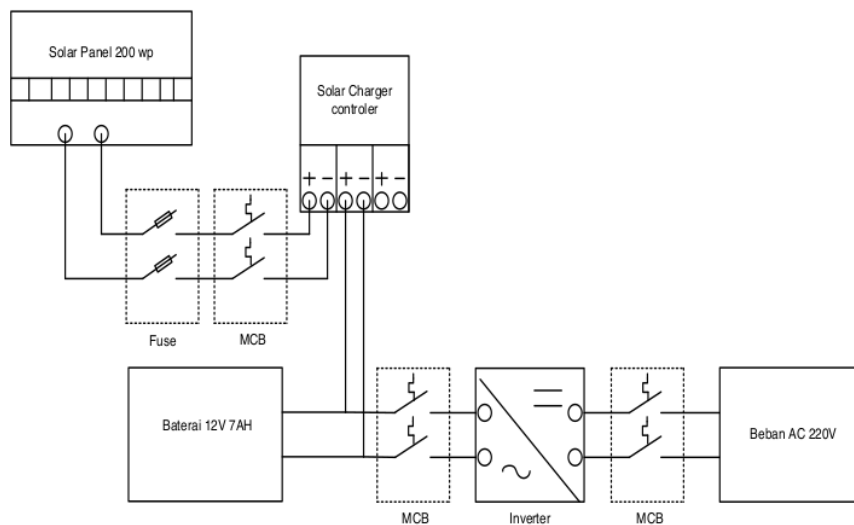 Solar Panel 200 wp
Solar Charger
controler
+ − + − + −
Fuse
MCB
Baterai 12V 7AH
Beban AC 220V
MCB
Inverter
MCB